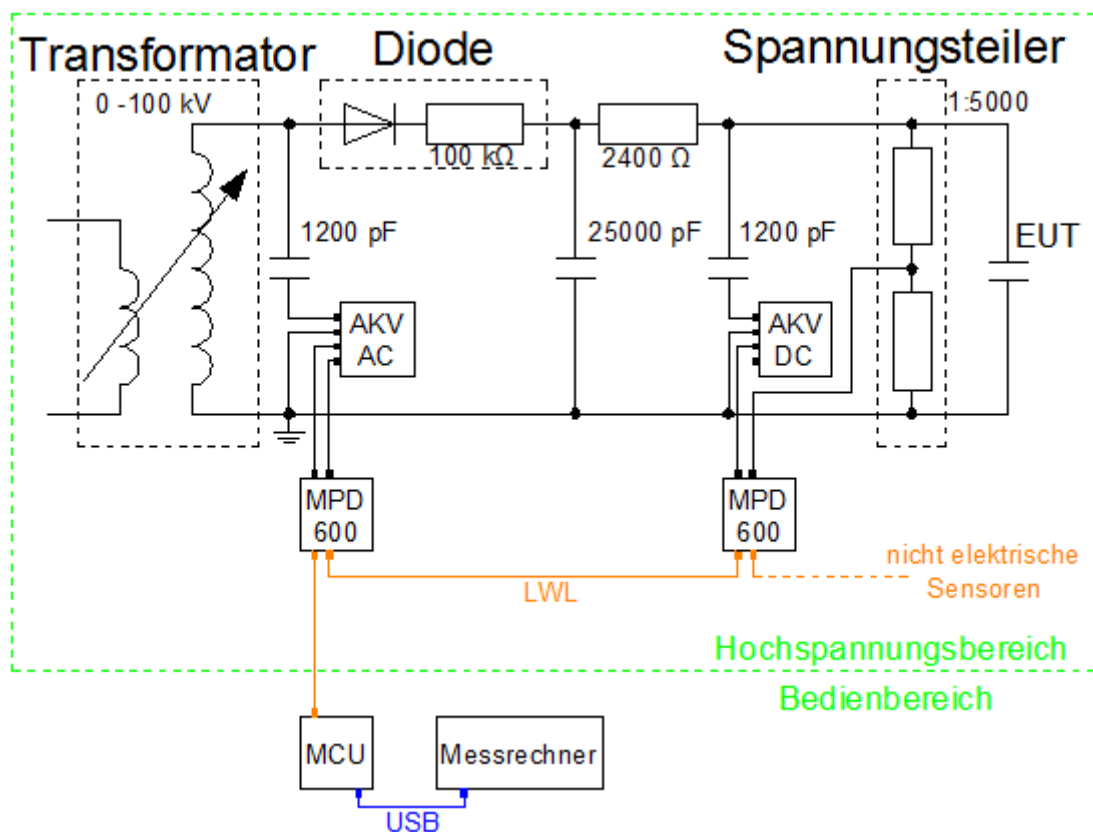 Transformator
Diode
Spannungsteiler
0 -100 kV
1:5000
100 kΩ
2400 Ω
1200 pF
25000 pF
1200 pF
EUT
AKV
AC
AKV
DC
MPD
600
MPD
600
nicht elektrische
Sensoren
LWL
Hochspannungsbereich
Bedienbereich
MCU
Messrechner
USB